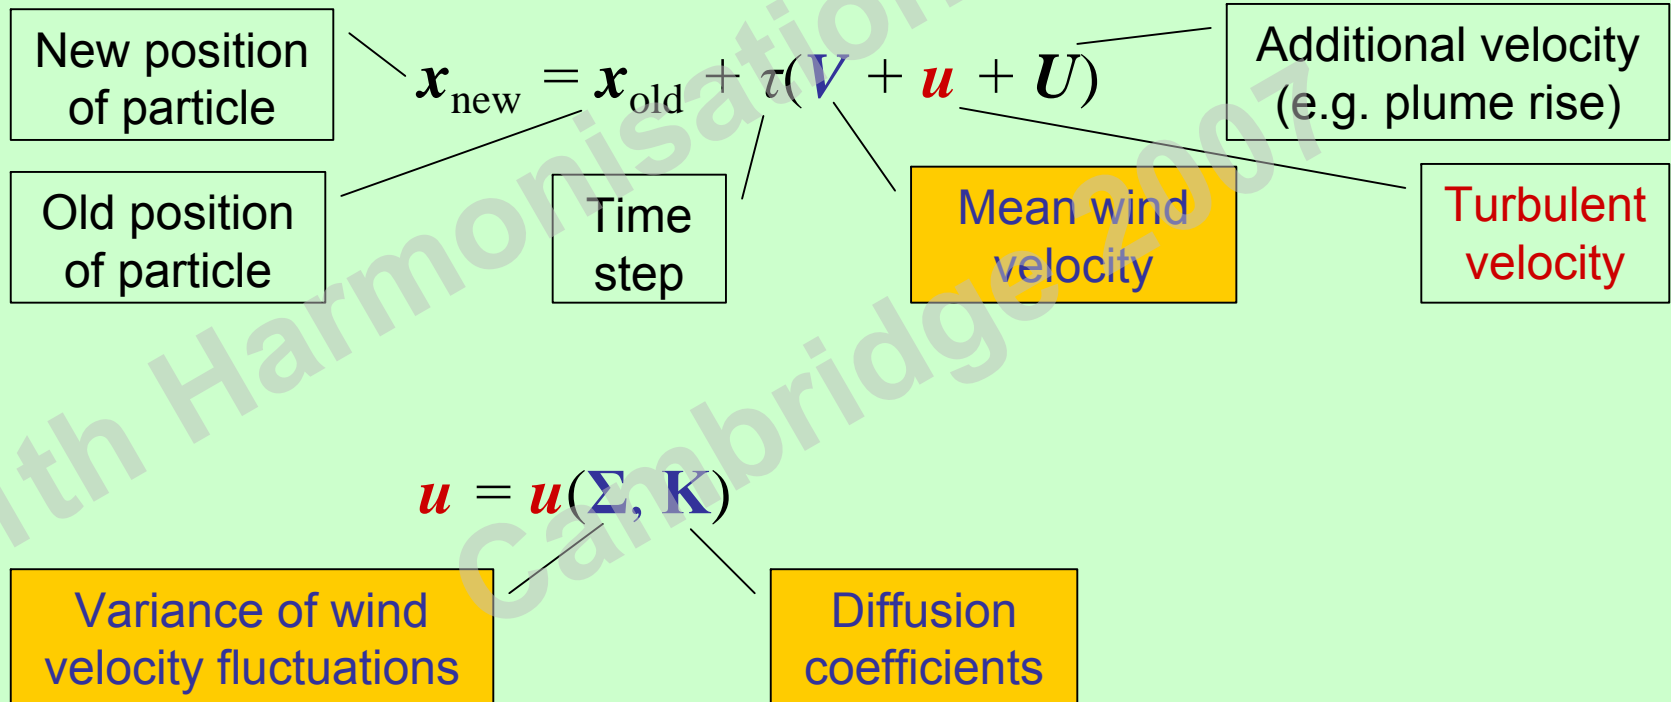 New position
of particle
x_new = x_old + τ(V + u + U)
Additional velocity
(e.g. plume rise)
Old position
of particle
Time
step
Mean wind
velocity
Turbulent
velocity
u = u(Σ, K)
Variance of wind
velocity fluctuations
Diffusion
coefficients
th Harmonisation
Cambridge 2007